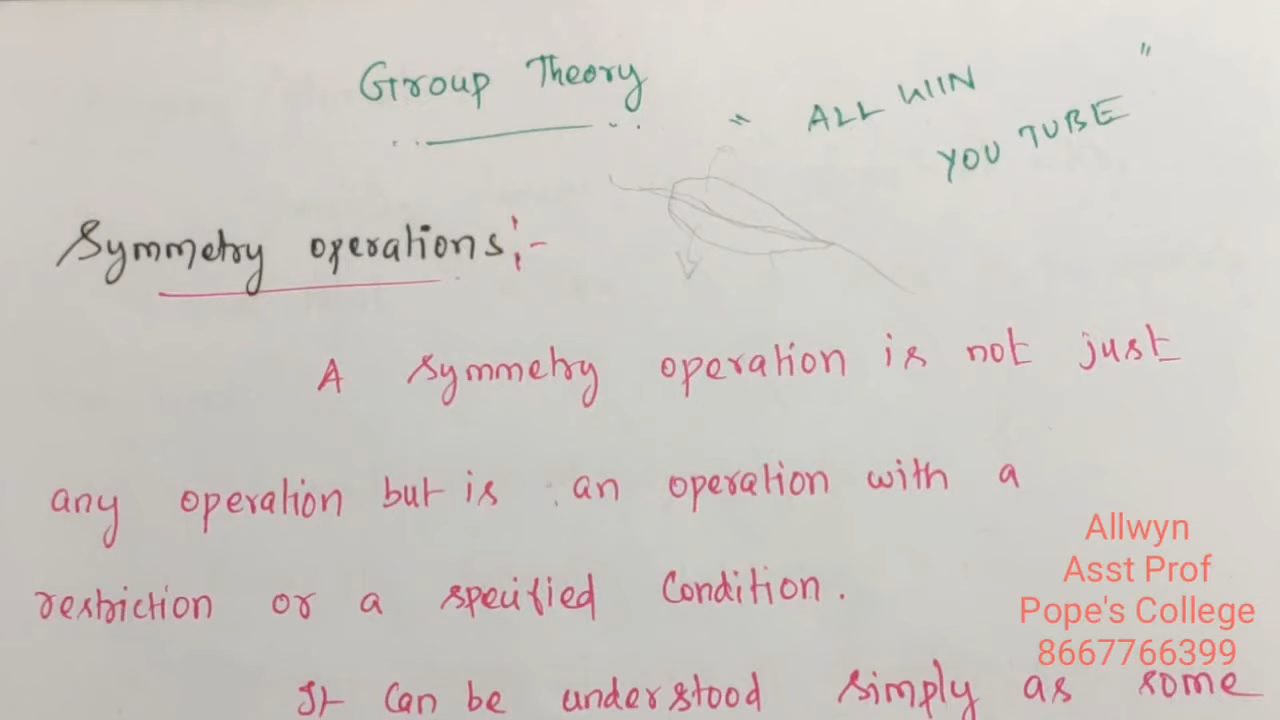 Group Theory
" ALL WIN "
YOU TUBE
Symmetry operations:-
A symmetry operation is not just
any operation but is an operation with a
restriction or a specified Condition.
It can be understood simply as some
Allwyn
Asst Prof
Pope's College
8667766399